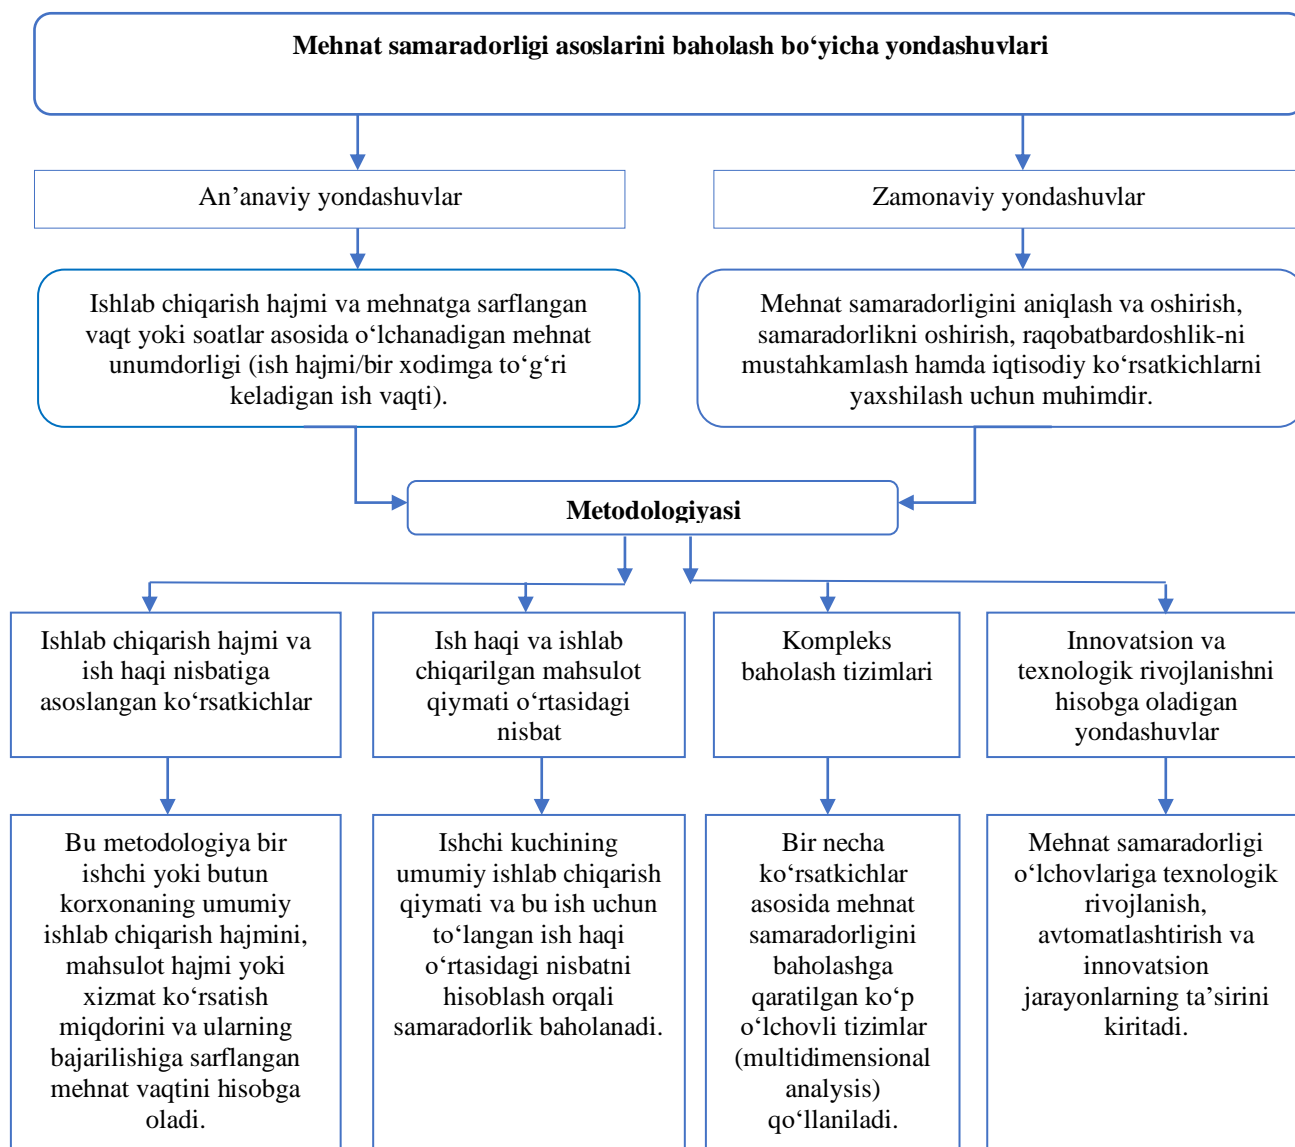 Mehnat samaradorligi asoslarini baholash bo‘yicha yondashuvlari
An’anaviy yondashuvlar
Zamonaviy yondashuvlar
Ishlab chiqarish hajmi va mehnatga sarflangan
vaqt yoki soatlar asosida o‘lchanadigan mehnat
unumdorligi (ish hajmi/bir xodimga to‘g‘ri
keladigan ish vaqti).
Mehnat samaradorligini aniqlash va oshirish,
samaradorlikni oshirish, raqobatbardoshlik-ni
mustahkamlash hamda iqtisodiy ko‘rsatkichlarni
yaxshilash uchun muhimdir.
Metodologiyasi
Ishlab chiqarish hajmi va
ish haqi nisbatiga
asoslangan ko‘rsatkichlar
Ish haqi va ishlab
chiqarilgan mahsulot
qiymati o‘rtasidagi
nisbat
Kompleks
baholash tizimlari
Innovatsion va
texnologik rivojlanishni
hisobga oladigan
yondashuvlar
Bu metodologiya bir
ishchi yoki butun
korxonaning umumiy
ishlab chiqarish hajmini,
mahsulot hajmi yoki
xizmat ko‘rsatish
miqdorini va ularning
bajarilishiga sarflangan
mehnat vaqtini hisobga
oladi.
Ishchi kuchining
umumiy ishlab chiqarish
qiymati va bu ish uchun
to‘langan ish haqi
o‘rtasidagi nisbatni
hisoblash orqali
samaradorlik baholanadi.
Bir necha
ko‘rsatkichlar
asosida mehnat
samaradorligini
baholashga
qaratilgan ko‘p
o‘lchovli tizimlar
(multidimensional
analysis)
qo‘llaniladi.
Mehnat samaradorligi
o‘lchovlariga texnologik
rivojlanish,
avtomatlashtirish va
innovatsion
jarayonlarning ta’sirini
kiritadi.